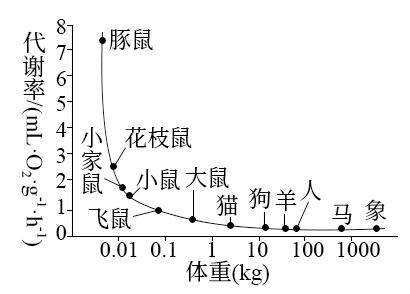 8
7
6
5
4
3
2
1
0
代谢率/(mL·O₂·g⁻¹·h⁻¹)
豚鼠
花枝鼠
小家鼠
小鼠
飞鼠
大鼠
猫
狗
羊
人
马
象
0.01 0.1 1 10 100 1000
体重(kg)